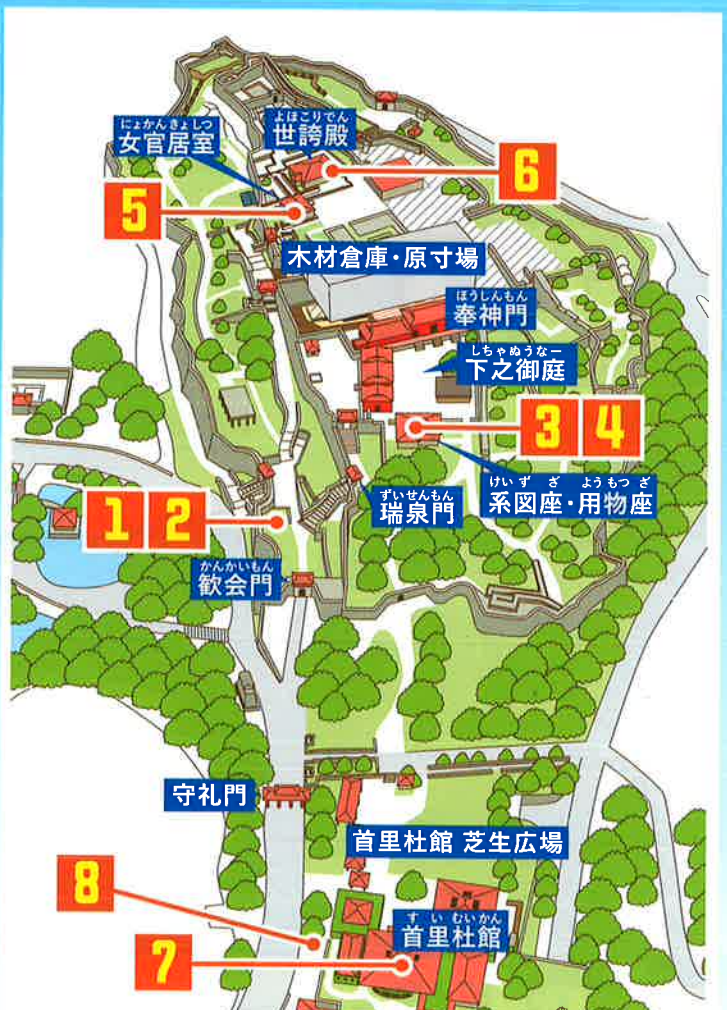 にょかんきょしつ
女官居室
よほこりでん
世誇殿
6
5
木材倉庫・原寸場
ほうしんもん
奉神門
しちゃぬうなー
下之御庭
3 4
けいずざ ようもつざ
系図座・用物座
ずいせんもん
瑞泉門
1 2
かんかいもん
歓会門
守礼門
首里杜館 芝生広場
8
すいむいかん
首里杜館
7